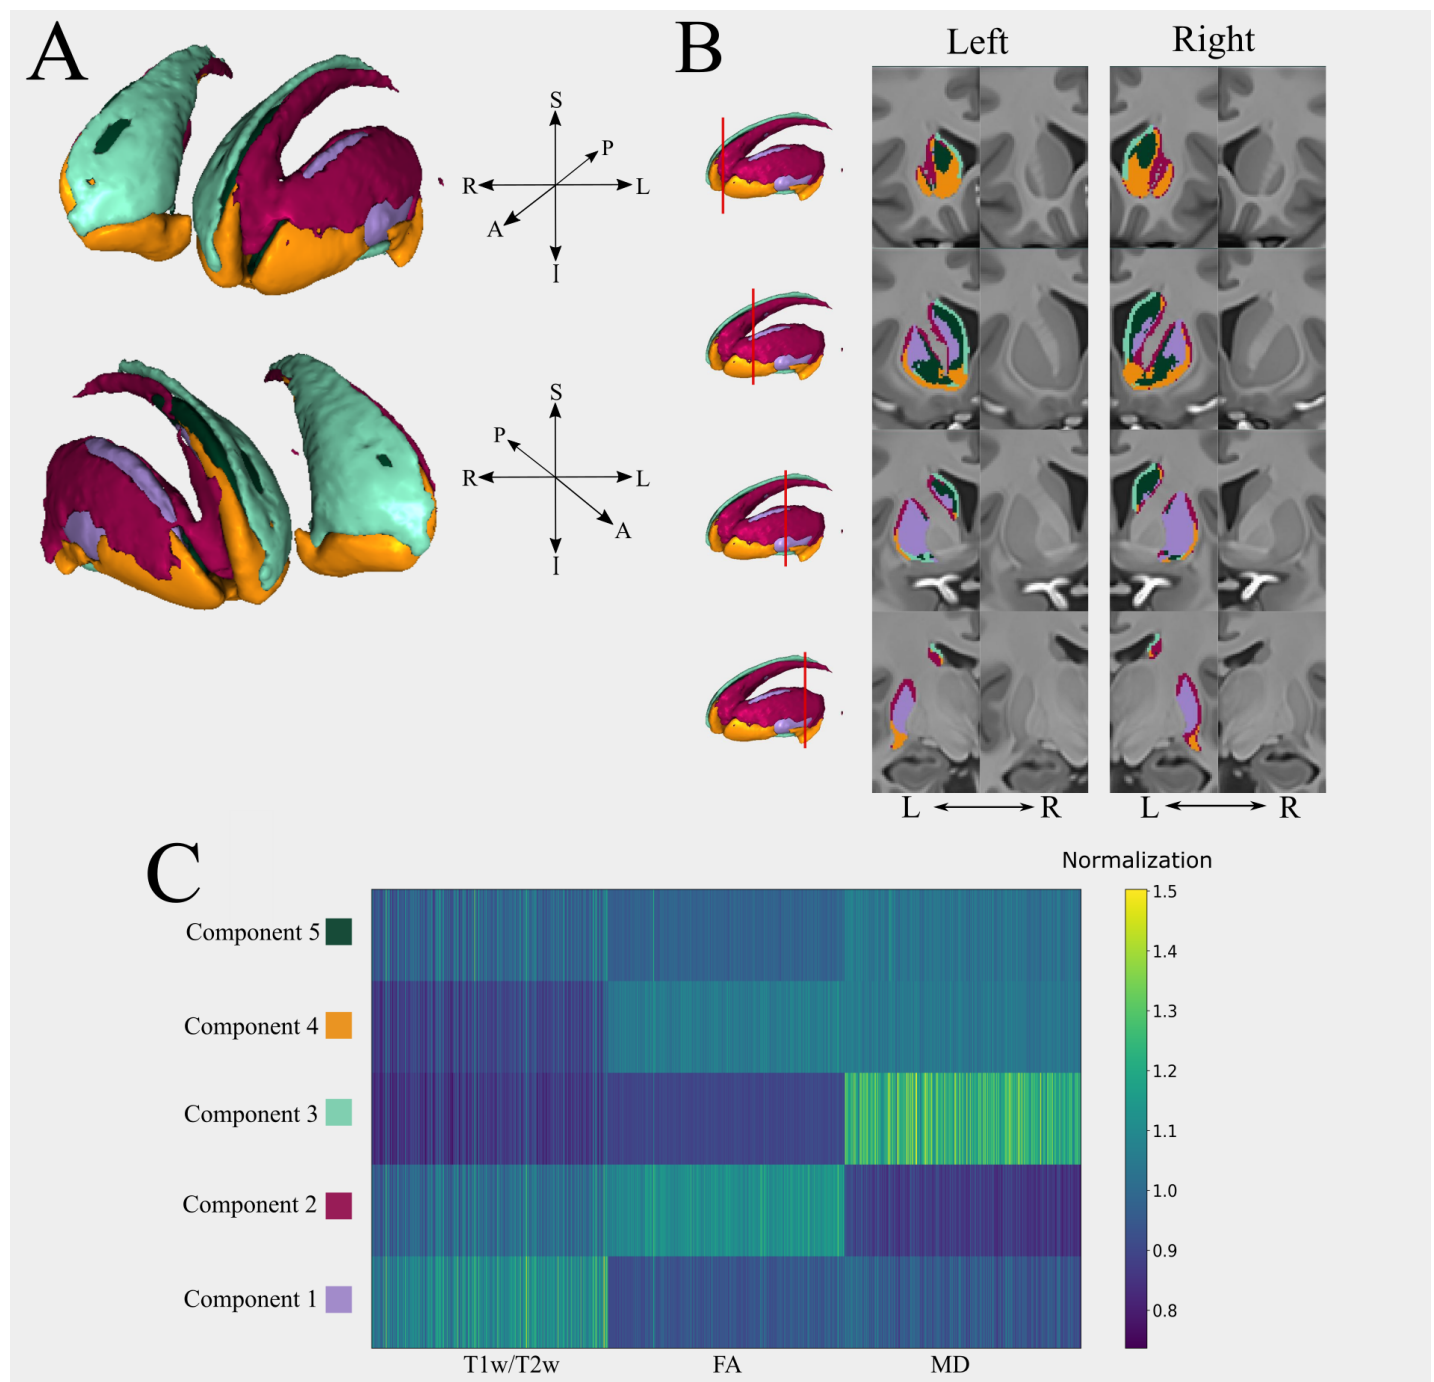 A
S
P
R
L
A
I
S
P
R
L
A
I
B
Left
Right
L
R
L
R
C
Normalization
Component 5
Component 4
Component 3
Component 2
Component 1
1.5
1.4
1.3
1.2
1.1
1.0
0.9
0.8
T1w/T2w
FA
MD